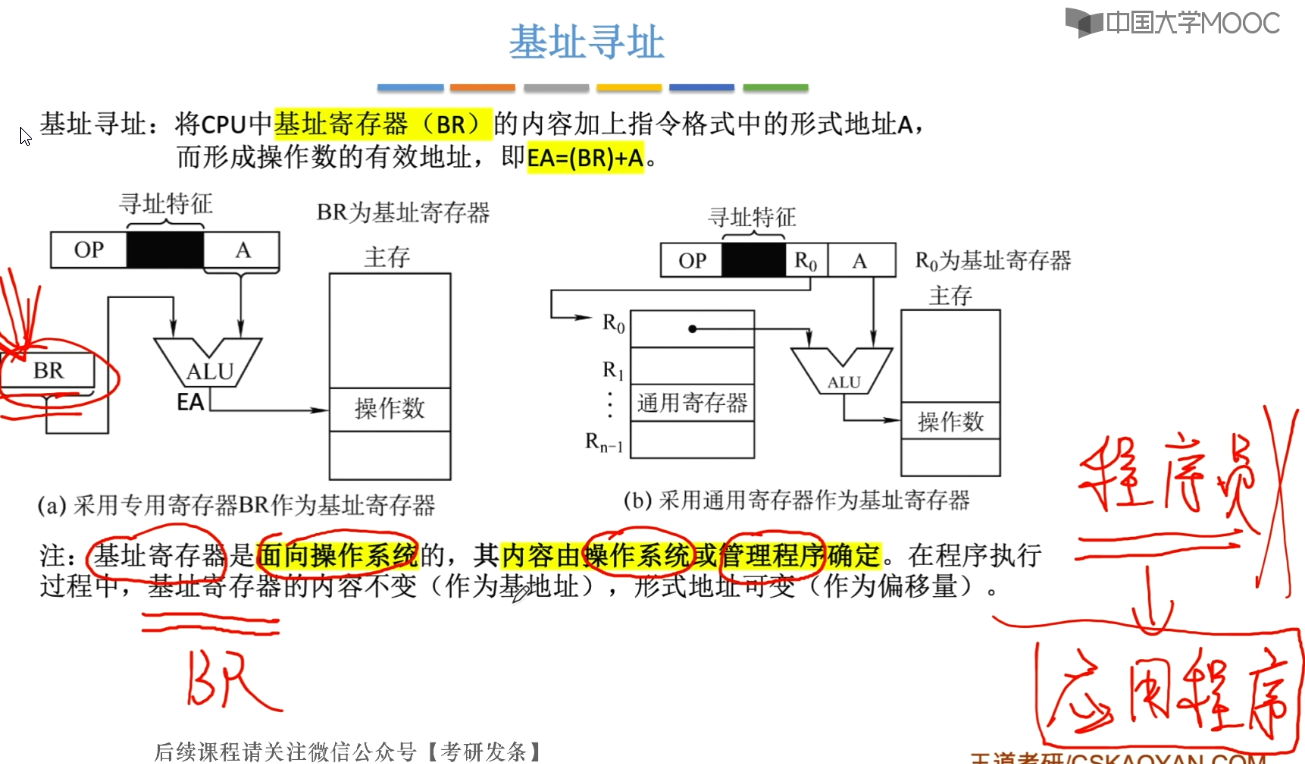 中国大学MOOC
基址寻址
基址寻址：将CPU中基址寄存器（BR）的内容加上指令格式中的形式地址A，
而形成操作数的有效地址，即EA=(BR)+A。
寻址特征
BR为基址寄存器
OP
A
主存
BR
ALU
EA
操作数
(a) 采用专用寄存器BR作为基址寄存器
寻址特征
OP
R0
A
R0为基址寄存器
主存
R0
R1
⋮
通用寄存器
Rn−1
ALU
操作数
(b) 采用通用寄存器作为基址寄存器
程序员
注：基址寄存器是面向操作系统的，其内容由操作系统或管理程序确定。在程序执行
过程中，基址寄存器的内容不变（作为基地址），形式地址可变（作为偏移量）。
BR
应用程序
后续课程请关注微信公众号【考研发条】
王道考研/CSKAOYAN.COM